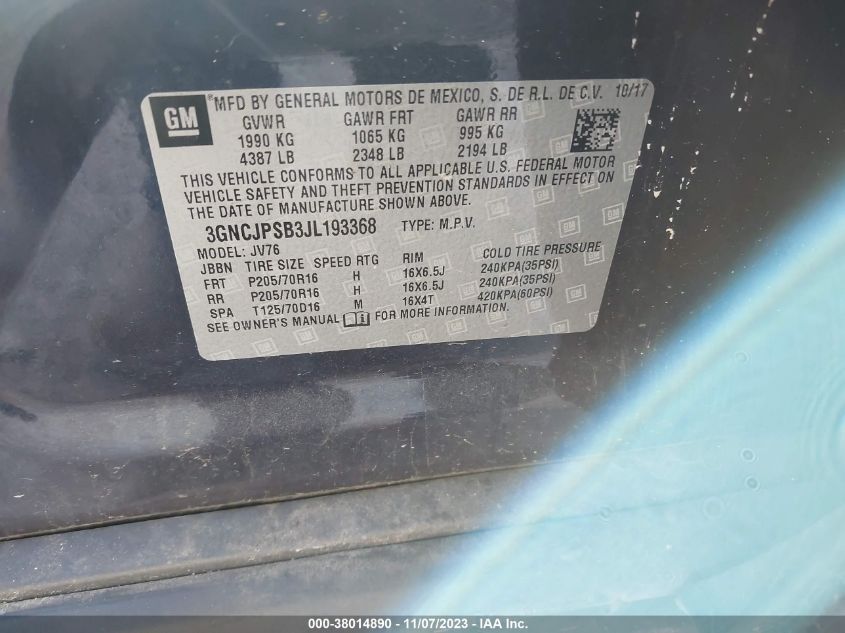 GM ®MFD BY GENERAL MOTORS DE MEXICO, S. DE R.L. DE C.V. 10/17
GVWR GAWR FRT GAWR RR
1990 KG 1065 KG 995 KG
4387 LB 2348 LB 2194 LB
THIS VEHICLE CONFORMS TO ALL APPLICABLE U.S. FEDERAL MOTOR
VEHICLE SAFETY AND THEFT PREVENTION STANDARDS IN EFFECT ON
THE DATE OF MANUFACTURE SHOWN ABOVE.
3GNCJPSB3JL193368 TYPE: M.P.V.
MODEL: JV76
JBBN TIRE SIZE SPEED RTG RIM COLD TIRE PRESSURE
FRT P205/70R16 H 16X6.5J 240KPA(35PSI)
RR P205/70R16 H 16X6.5J 240KPA(35PSI)
SPA T125/70D16 M 16X4T 420KPA(60PSI)
SEE OWNER'S MANUAL FOR MORE INFORMATION.
000-38014890 - 11/07/2023 - IAA Inc.